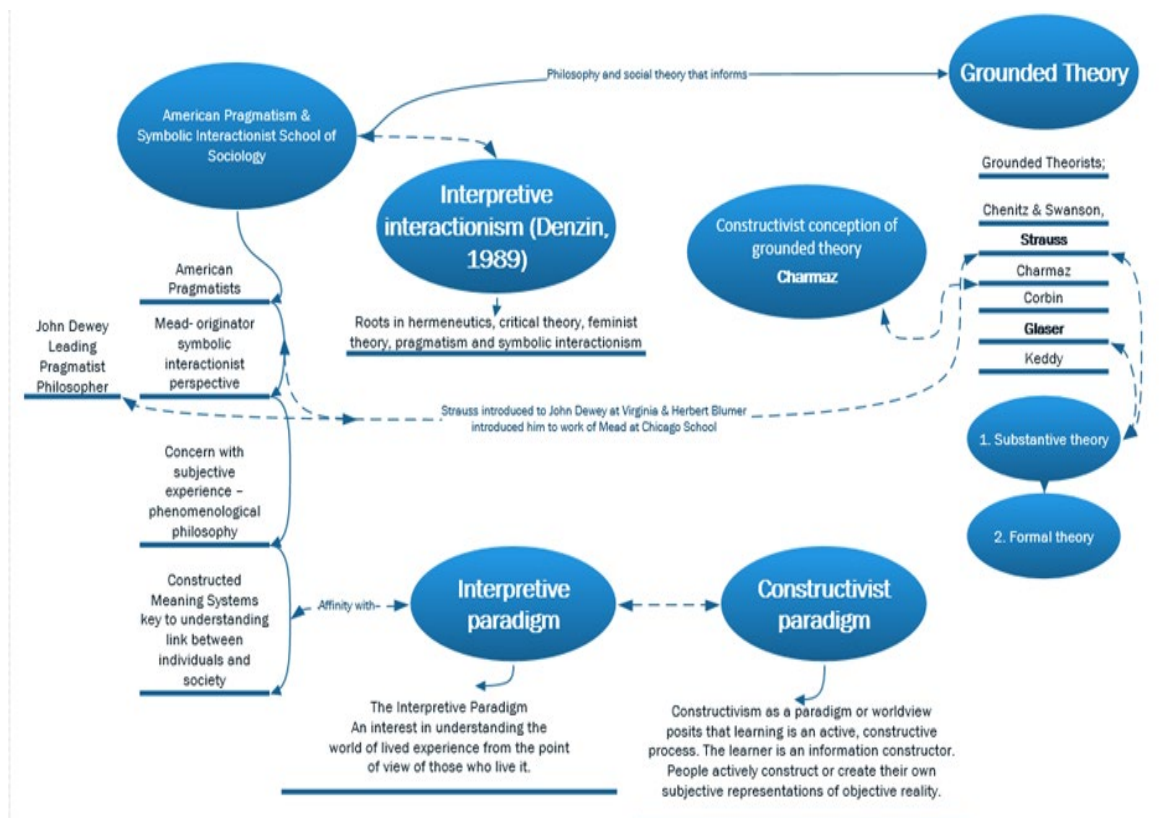 Philosophy and social theory that informs
Grounded Theory
American Pragmatism &
Symbolic Interactionist School of
Sociology
Interpretive
interactionism (Denzin,
1989)
Roots in hermeneutics, critical theory, feminist
theory, pragmatism and symbolic interactionism
Constructivist conception of
grounded theory
Charmaz
Grounded Theorists;
Chenitz & Swanson,
Strauss
Charmaz
Corbin
Glaser
Keddy
1. Substantive theory
2. Formal theory
American
Pragmatists
Mead- originator
symbolic
interactionist
perspective
John Dewey
Leading
Pragmatist
Philosopher
Strauss introduced to John Dewey at Virginia & Herbert Blumer
introduced him to work of Mead at Chicago School
Concern with
subjective
experience –
phenomenological
philosophy
Constructed
Meaning Systems
key to understanding
link between
individuals and
society
Affinity with
Interpretive
paradigm
Constructivist
paradigm
The Interpretive Paradigm
An interest in understanding the
world of lived experience from the point
of view of those who live it.
Constructivism as a paradigm or worldview
posits that learning is an active, constructive
process. The learner is an information constructor.
People actively construct or create their own
subjective representations of objective reality.